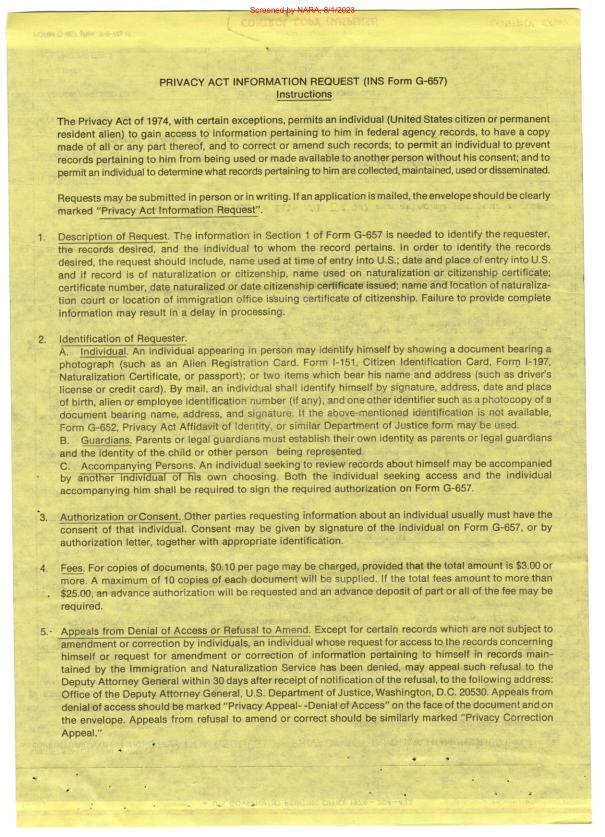 Screened by NARA, 8/1/2023
PRIVACY ACT INFORMATION REQUEST (INS Form G-657)
Instructions
The Privacy Act of 1974, with certain exceptions, permits an individual (United States citizen or permanent
resident alien) to gain access to information pertaining to him in federal agency records, to have a copy
made of all or any part thereof, and to correct or amend such records; to permit an individual to prevent
records pertaining to him from being used or made available to another person without his consent; and to
permit an individual to determine what records pertaining to him are collected, maintained, used or disseminated.
Requests may be submitted in person or in writing. If an application is mailed, the envelope should be clearly
marked "Privacy Act Information Request".
1. Description of Request. The information in Section 1 of Form G-657 is needed to identify the requester,
the records desired, and the individual to whom the record pertains. In order to identify the records
desired, the request should include, name used at time of entry into U.S.; date and place of entry into U.S.
and if record is of naturalization or citizenship, name used on naturalization or citizenship certificate;
certificate number, date naturalized or date citizenship certificate issued; name and location of naturaliza-
tion court or location of immigration office issuing certificate of citizenship. Failure to provide complete
information may result in a delay in processing.
2. Identification of Requester.
A. Individual. An individual appearing in person may identify himself by showing a document bearing a
photograph (such as an Alien Registration Card. Form I-151, Citizen Identification Card, Form I-197,
Naturalization Certificate, or passport); or two items which bear his name and address (such as driver's
license or credit card). By mail, an individual shall identify himself by signature, address, date and place
of birth, alien or employee identification number (if any), and one other identifier such as a photocopy of a
document bearing name, address, and signature. If the above-mentioned identification is not available,
Form G-652, Privacy Act Affidavit of Identity, or similar Department of Justice form may be used.
B. Guardians. Parents or legal guardians must establish their own identity as parents or legal guardians
and the identity of the child or other person being represented.
C. Accompanying Persons. An individual seeking to review records about himself may be accompanied
by another individual of his own choosing. Both the individual seeking access and the individual
accompanying him shall be required to sign the required authorization on Form G-657.
3. Authorization or Consent. Other parties requesting information about an individual usually must have the
consent of that individual. Consent may be given by signature of the individual on Form G-657, or by
authorization letter, together with appropriate identification.
4. Fees. For copies of documents, $0.10 per page may be charged, provided that the total amount is $3.00 or
more. A maximum of 10 copies of each document will be supplied. If the total fees amount to more than
$25.00, an advance authorization will be requested and an advance deposit of part or all of the fee may be
required.
5. Appeals from Denial of Access or Refusal to Amend. Except for certain records which are not subject to
amendment or correction by individuals, an individual whose request for access to the records concerning
himself or request for amendment or correction of information pertaining to himself in records main-
tained by the Immigration and Naturalization Service has been denied, may appeal such refusal to the
Deputy Attorney General within 30 days after receipt of notification of the refusal, to the following address:
Office of the Deputy Attorney General, U.S. Department of Justice, Washington, D.C. 20530. Appeals from
denial of access should be marked "Privacy Appeal--Denial of Access" on the face of the document and on
the envelope. Appeals from refusal to amend or correct should be similarly marked "Privacy Correction
Appeal."